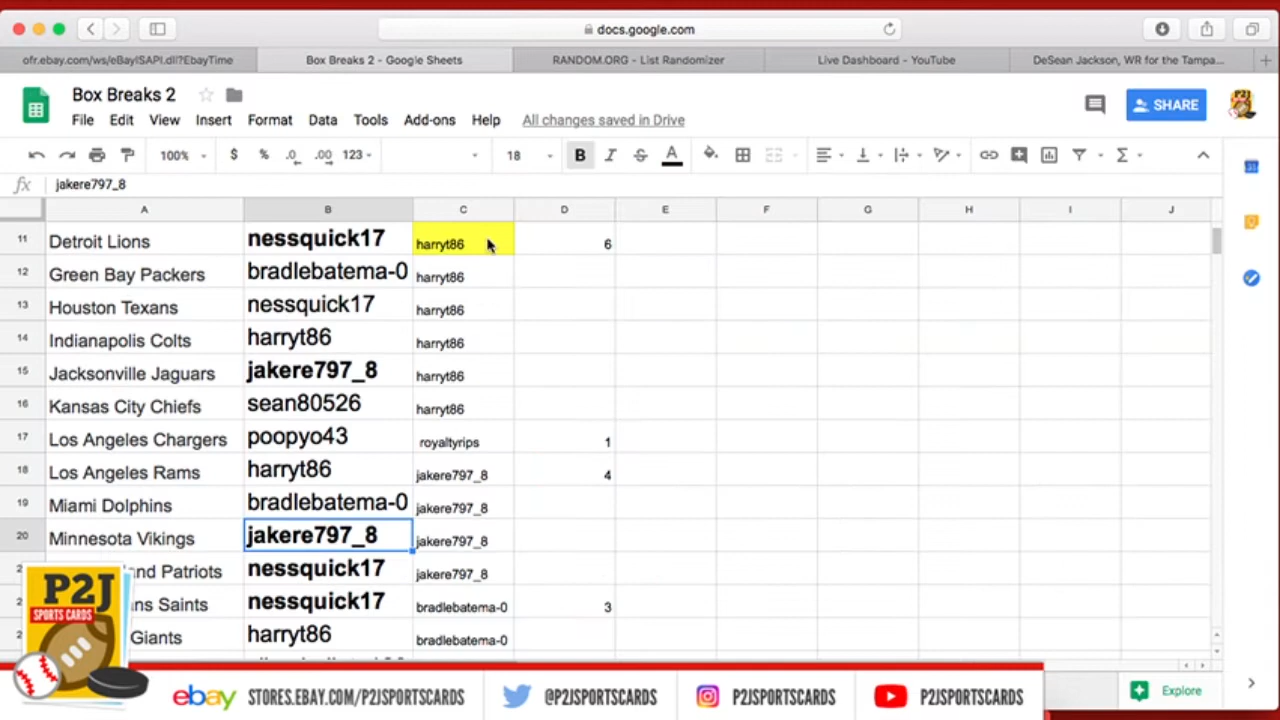 docs.google.com
ofr.ebay.com/ws/eBayISAPI.dll?EbayTime
Box Breaks 2 - Google Sheets
RANDOM.ORG - List Randomizer
Live Dashboard - YouTube
DeSean Jackson, WR for the Tampa...
Box Breaks 2
SHARE
File Edit View Insert Format Data Tools Add-ons Help All changes saved in Drive
100% $ % .0 .00 123 18 B I S A Σ
fx jakere797_8
A B C D E F G H I J
11 Detroit Lions nessquick17 harryt86 6
12 Green Bay Packers bradlebatema-0 harryt86
13 Houston Texans nessquick17 harryt86
14 Indianapolis Colts harryt86 harryt86
15 Jacksonville Jaguars jakere797_8 harryt86
16 Kansas City Chiefs sean80526 harryt86
17 Los Angeles Chargers poopyo43 royaltyrips 1
18 Los Angeles Rams harryt86 jakere797_8 4
19 Miami Dolphins bradlebatema-0 jakere797_8
20 Minnesota Vikings jakere797_8 jakere797_8
nd Patriots nessquick17 jakere797_8
ns Saints nessquick17 bradlebatema-0 3
Giants harryt86 bradlebatema-0
P2J
SPORTS CARDS
ebay STORES.EBAY.COM/P2JSPORTSCARDS @P2JSPORTSCARDS P2JSPORTSCARDS P2JSPORTSCARDS
Explore